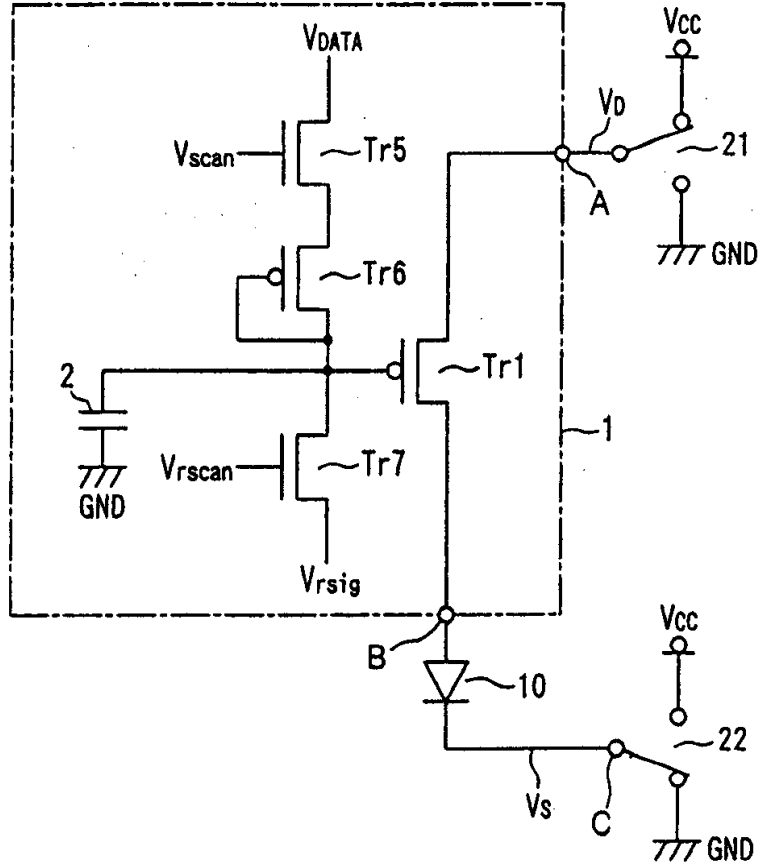 VDATA
VCC
Vscan
Tr5
VD
21
A
GND
Tr6
2
Tr1
1
Vrscan
Tr7
GND
Vrsig
B
VCC
10
22
VS
C
GND